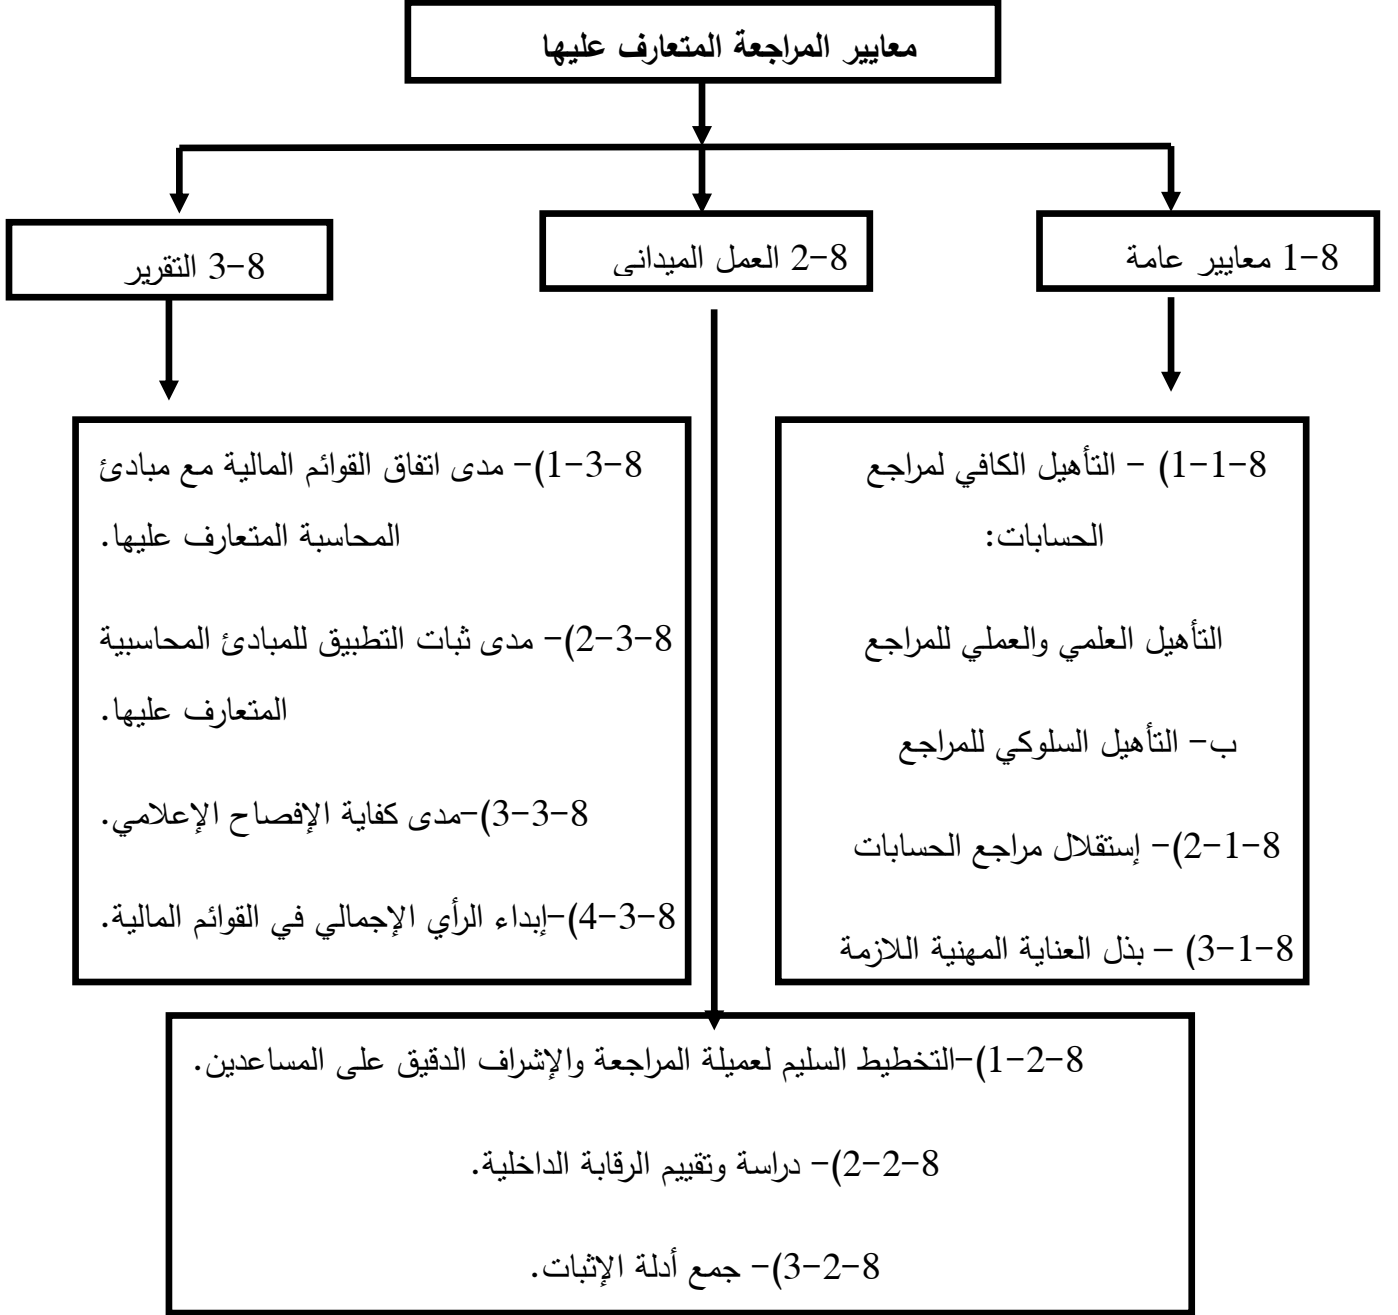 معايير المراجعة المتعارف عليها
8-1 معايير عامة
8-2 العمل الميداني
8-3 التقرير
8-1-1) - التأهيل الكافي لمراجع
الحسابات:
التأهيل العلمي والعملي للمراجع
ب- التأهيل السلوكي للمراجع
8-1-2)- إستقلال مراجع الحسابات
8-1-3) – بذل العناية المهنية اللازمة
8-3-1)- مدى اتفاق القوائم المالية مع مبادئ
المحاسبة المتعارف عليها.
8-3-2)- مدى ثبات التطبيق للمبادئ المحاسبية
المتعارف عليها.
8-3-3)-مدى كفاية الإفصاح الإعلامي.
8-3-4)-إبداء الرأي الإجمالي في القوائم المالية.
8-2-1)-التخطيط السليم لعميلة المراجعة والإشراف الدقيق على المساعدين.
8-2-2)- دراسة وتقييم الرقابة الداخلية.
8-2-3)- جمع أدلة الإثبات.